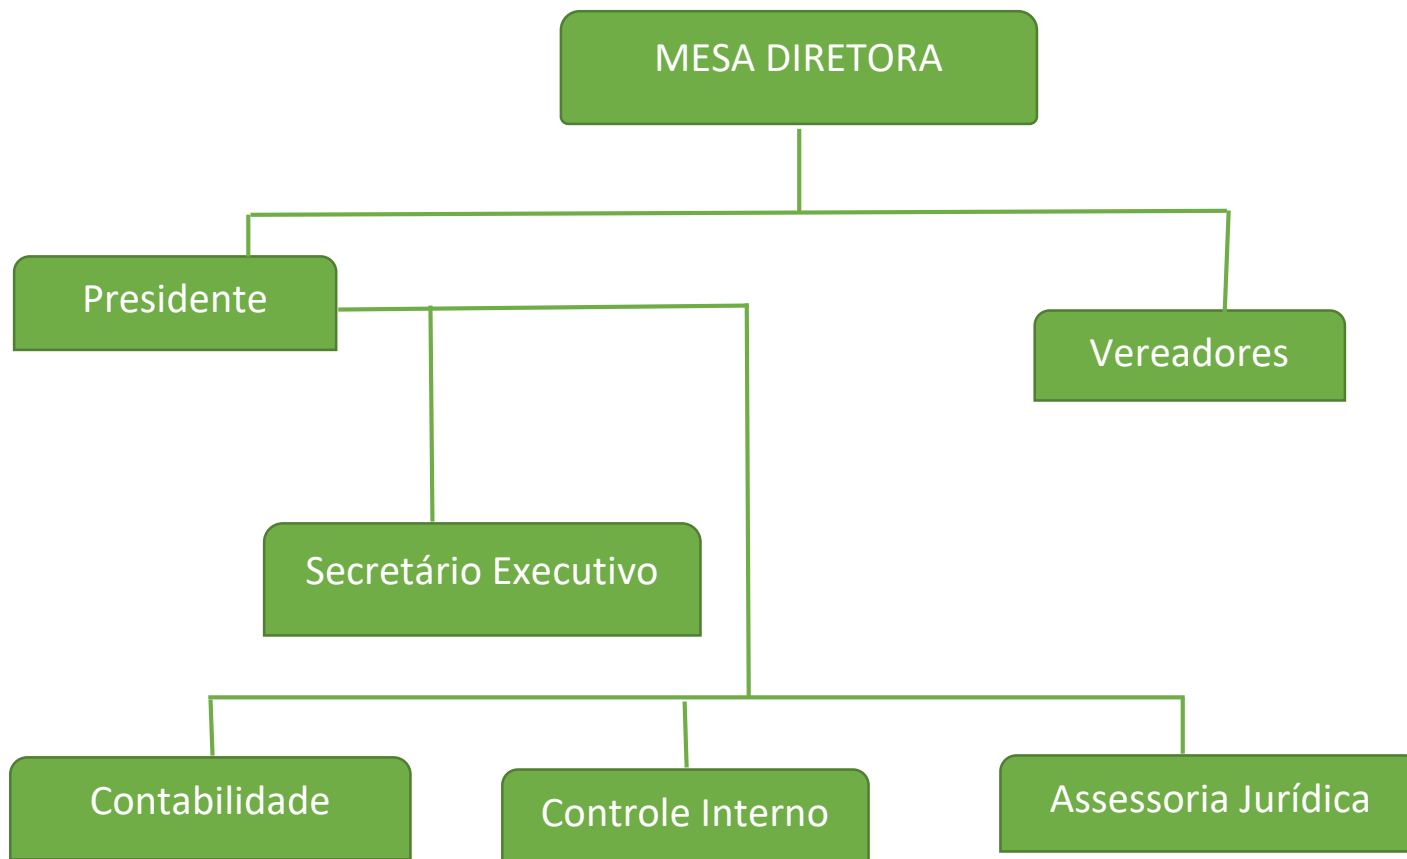 MESA DIRETORA
Presidente
Vereadores
Secretário Executivo
Contabilidade
Controle Interno
Assessoria Jurídica